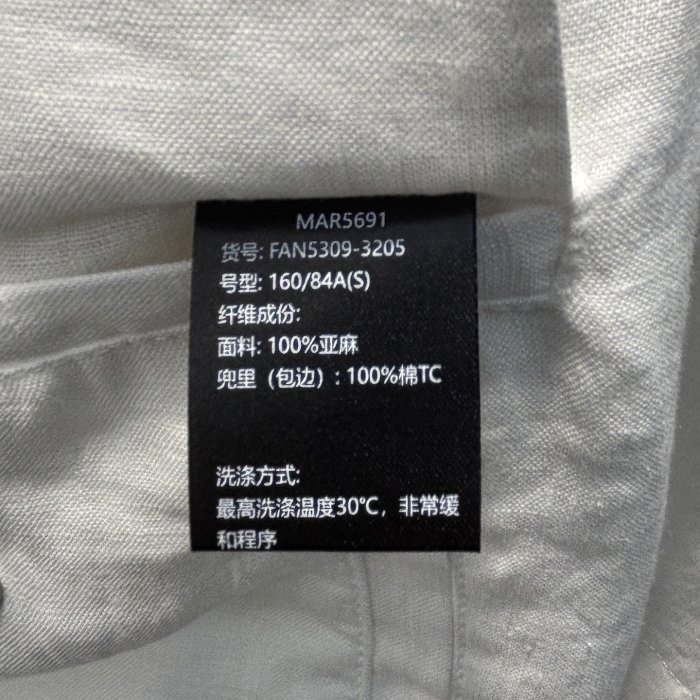 MAR5691
货号: FAN5309-3205
号型: 160/84A(S)
纤维成份:
面料: 100%亚麻
兜里（包边）: 100%棉TC
洗涤方式:
最高洗涤温度30℃，非常缓
和程序